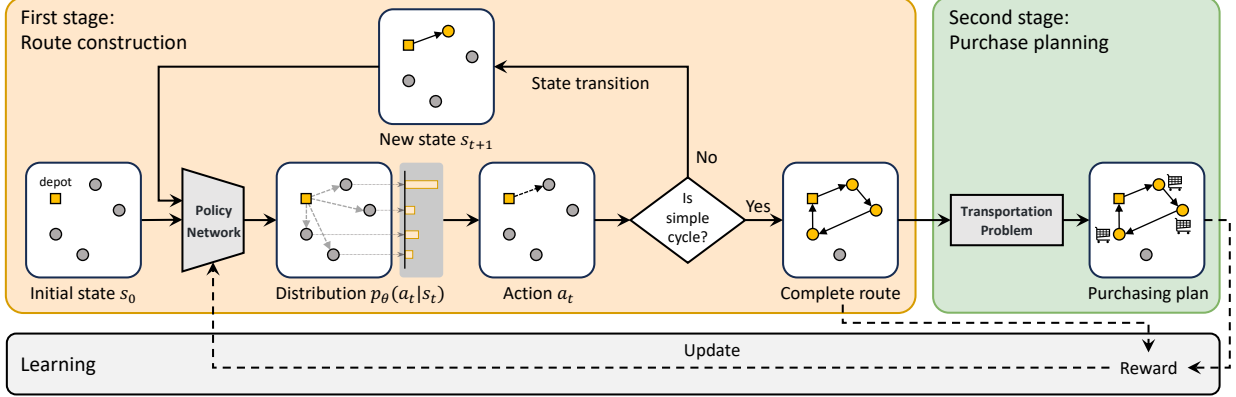 First stage:
Route construction
Second stage:
Purchase planning
State transition
New state s_{t+1}
No
depot
Policy
Network
Is
simple
cycle?
Yes
Transportation
Problem
Initial state s_0
Distribution p_θ(a_t|s_t)
Action a_t
Complete route
Purchasing plan
Learning
Update
Reward